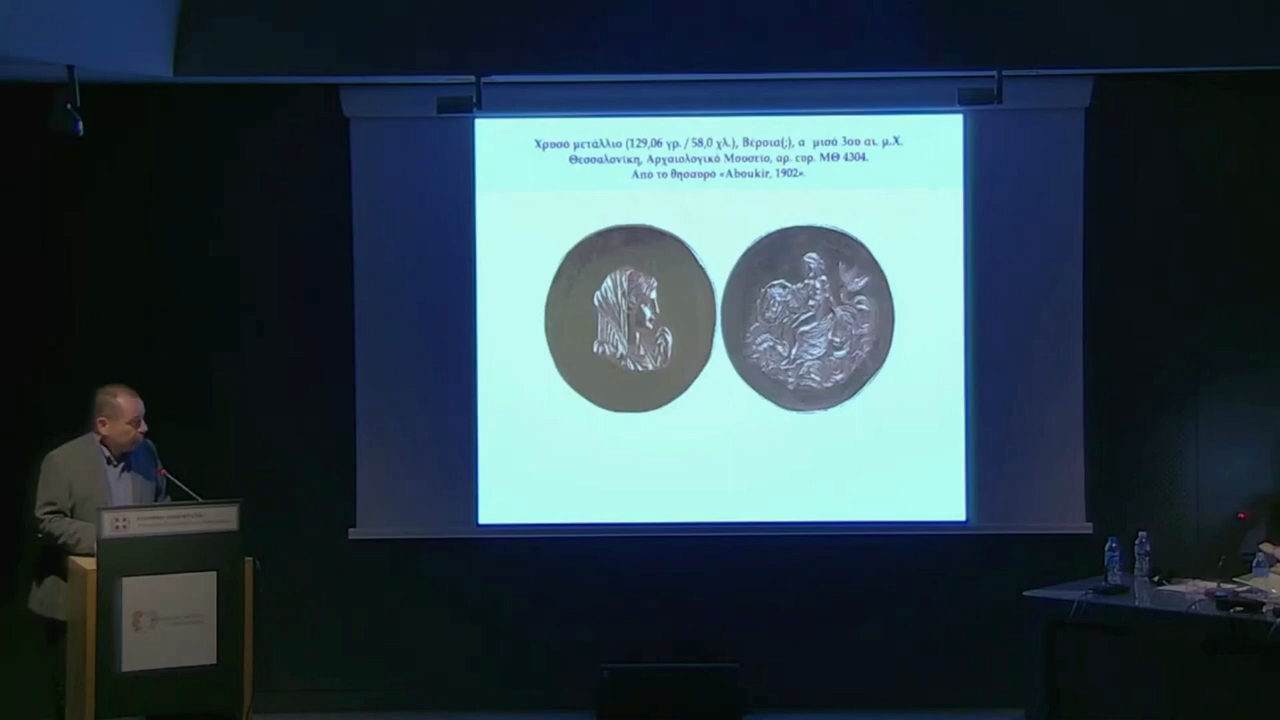 Χρυσό μετάλλιο (129,06 γρ. / 58,0 χλ.), Βέροια(;), α μισό 3ου αι. μ.Χ.
Θεσσαλονίκη, Αρχαιολογικό Μουσείο, αρ. ευρ. ΜΘ 4304.
Από το θησαυρό «Aboukir, 1902».